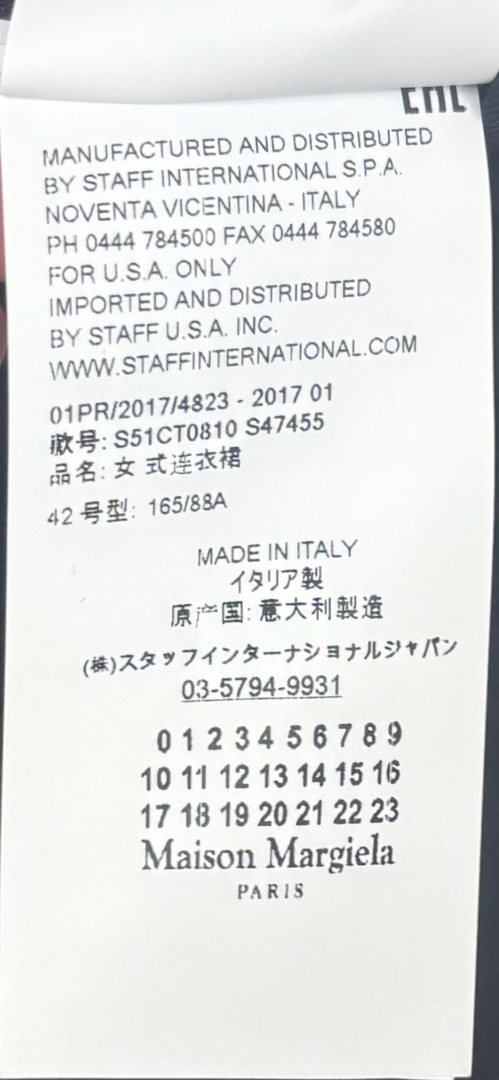 EAC
MANUFACTURED AND DISTRIBUTED
BY STAFF INTERNATIONAL S.P.A.
NOVENTA VICENTINA - ITALY
PH 0444 784500 FAX 0444 784580
FOR U.S.A. ONLY
IMPORTED AND DISTRIBUTED
BY STAFF U.S.A. INC.
WWW.STAFFINTERNATIONAL.COM
01PR/2017/4823 - 2017 01
款号: S51CT0810 S47455
品名: 女 式连衣裙
42 号型: 165/88A
MADE IN ITALY
イタリア製
原产国: 意大利製造
(株)スタッフインターナショナルジャパン
03-5794-9931
0 1 2 3 4 5 6 7 8 9
10 11 12 13 14 15 16
17 18 19 20 21 22 23
Maison Margiela
PARIS